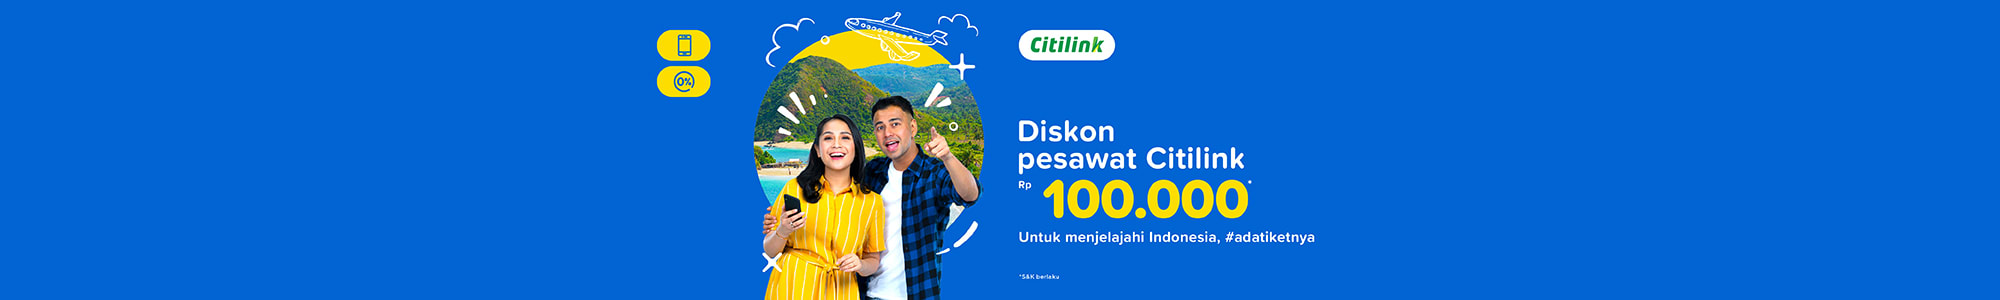 0%
Citilink
Diskon
pesawat Citilink
Rp 100.000*
Untuk menjelajahi Indonesia, #adatiketnya
*S&K berlaku